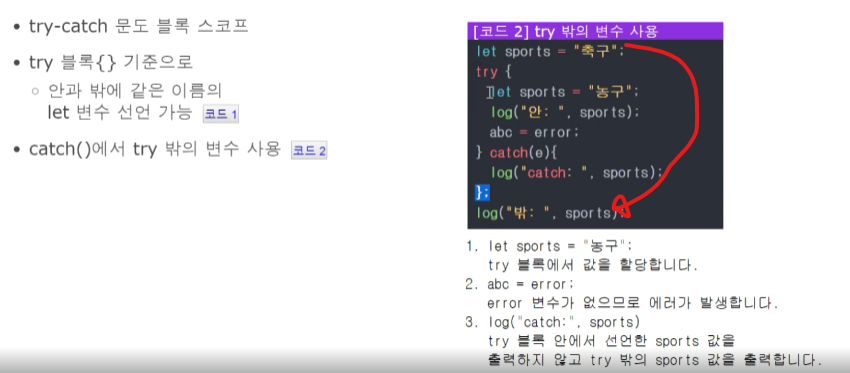 • try-catch 문도 블록 스코프
• try 블록{} 기준으로
○ 안과 밖에 같은 이름의
let 변수 선언 가능 코드 1
• catch()에서 try 밖의 변수 사용 코드 2
[코드 2] try 밖의 변수 사용
let sports = "축구";
try {
let sports = "농구";
log("안: ", sports);
abc = error;
} catch(e){
log("catch: ", sports);
};
log("밖: ", sports);
1. let sports = "농구";
try 블록에서 값을 할당합니다.
2. abc = error;
error 변수가 없으므로 에러가 발생합니다.
3. log("catch:", sports)
try 블록 안에서 선언한 sports 값을
출력하지 않고 try 밖의 sports 값을 출력합니다.